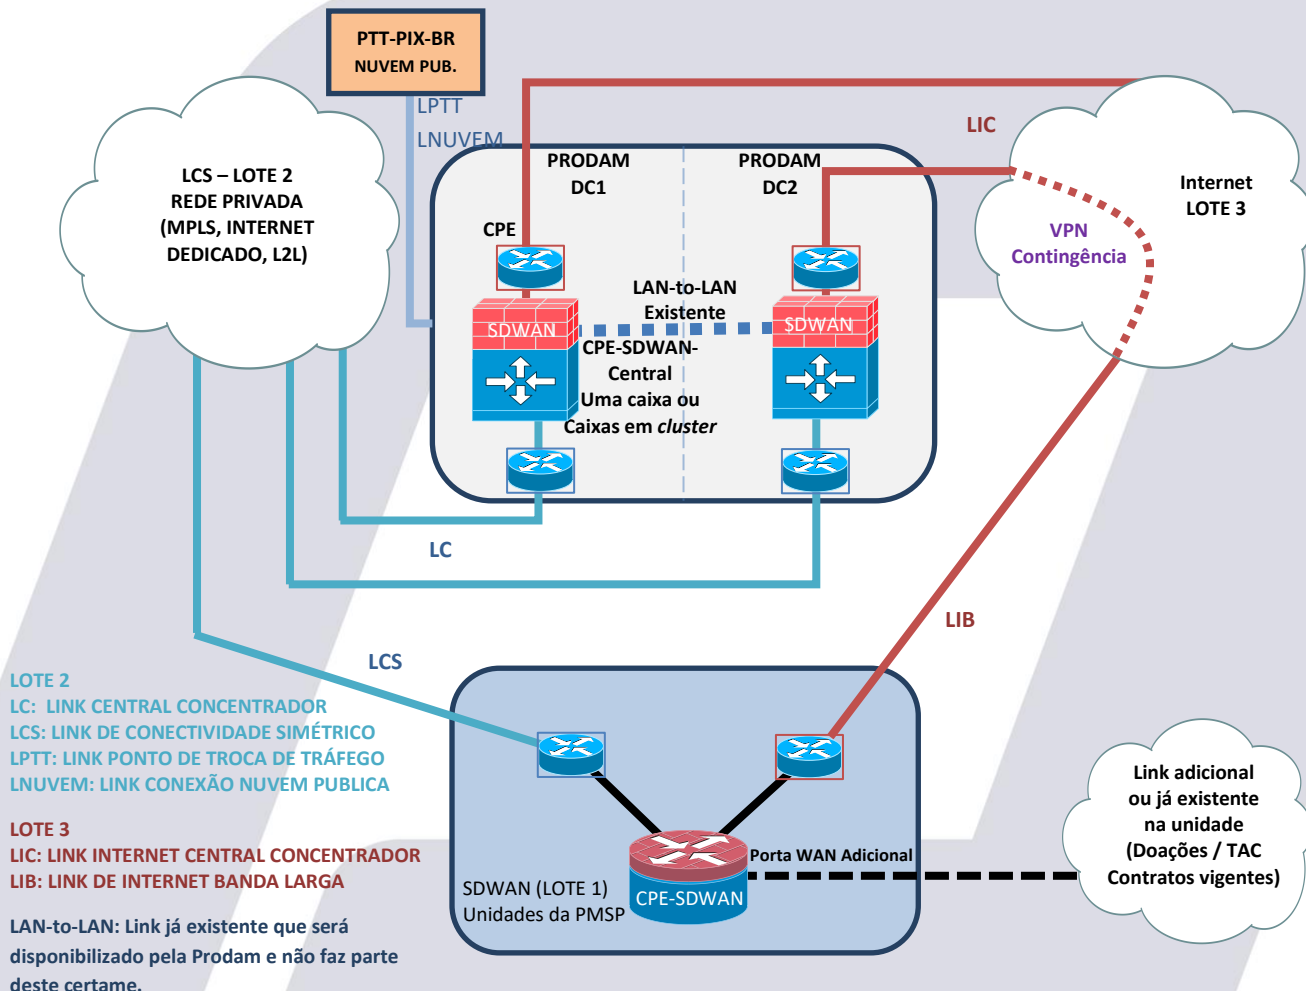 PTT-PIX-BR
NUVEM PUB.
LPTT
LNUVEM
LIC
LCS – LOTE 2
REDE PRIVADA
(MPLS, INTERNET
DEDICADO, L2L)
PRODAM
DC1
PRODAM
DC2
Internet
LOTE 3
VPN
Contingência
CPE
LAN-to-LAN
Existente
SDWAN
SDWAN
CPE-SDWAN-
Central
Uma caixa ou
Caixas em cluster
LC
LIB
LCS
LOTE 2
LC:  LINK CENTRAL CONCENTRADOR
LCS: LINK DE CONECTIVIDADE SIMÉTRICO
LPTT: LINK PONTO DE TROCA DE TRÁFEGO
LNUVEM: LINK CONEXÃO NUVEM PUBLICA
LOTE 3
LIC: LINK INTERNET CENTRAL CONCENTRADOR
LIB: LINK DE INTERNET BANDA LARGA
LAN-to-LAN: Link já existente que será
disponibilizado pela Prodam e não faz parte
deste certame.
SDWAN (LOTE 1)
Unidades da PMSP
CPE-SDWAN
Porta WAN Adicional
Link adicional
ou já existente
na unidade
(Doações / TAC
Contratos vigentes)